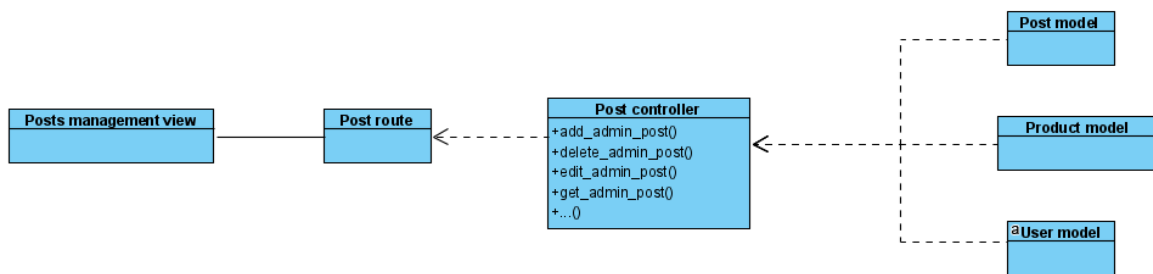 Posts management view
Post route
Post controller
+add_admin_post()
+delete_admin_post()
+edit_admin_post()
+get_admin_post()
+...()
Post model
Product model
a
User model